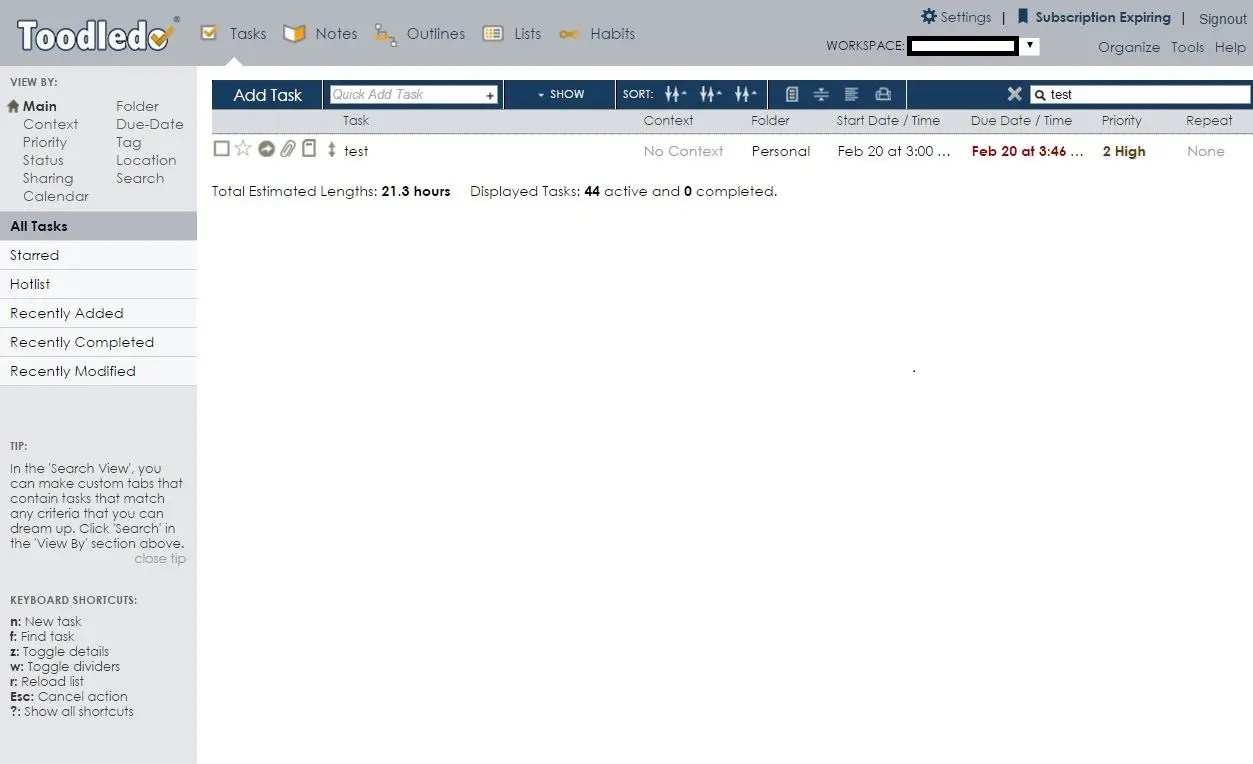 Toodledo®
Tasks Notes Outlines Lists Habits
Settings | Subscription Expiring | Signout
WORKSPACE:
Organize Tools Help
VIEW BY:
Main Folder
Context Due-Date
Priority Tag
Status Location
Sharing Search
Calendar
All Tasks
Starred
Hotlist
Recently Added
Recently Completed
Recently Modified
TIP:
In the 'Search View', you
can make custom tabs that
contain tasks that match
any criteria that you can
dream up. Click 'Search' in
the 'View By' section above.
close tip
KEYBOARD SHORTCUTS:
n: New task
f: Find task
z: Toggle details
w: Toggle dividers
r: Reload list
Esc: Cancel action
?: Show all shortcuts
Add Task Quick Add Task + SHOW SORT: test
Task Context Folder Start Date / Time Due Date / Time Priority Repeat
test No Context Personal Feb 20 at 3:00 ... Feb 20 at 3:46 ... 2 High None
Total Estimated Lengths: 21.3 hours Displayed Tasks: 44 active and 0 completed.